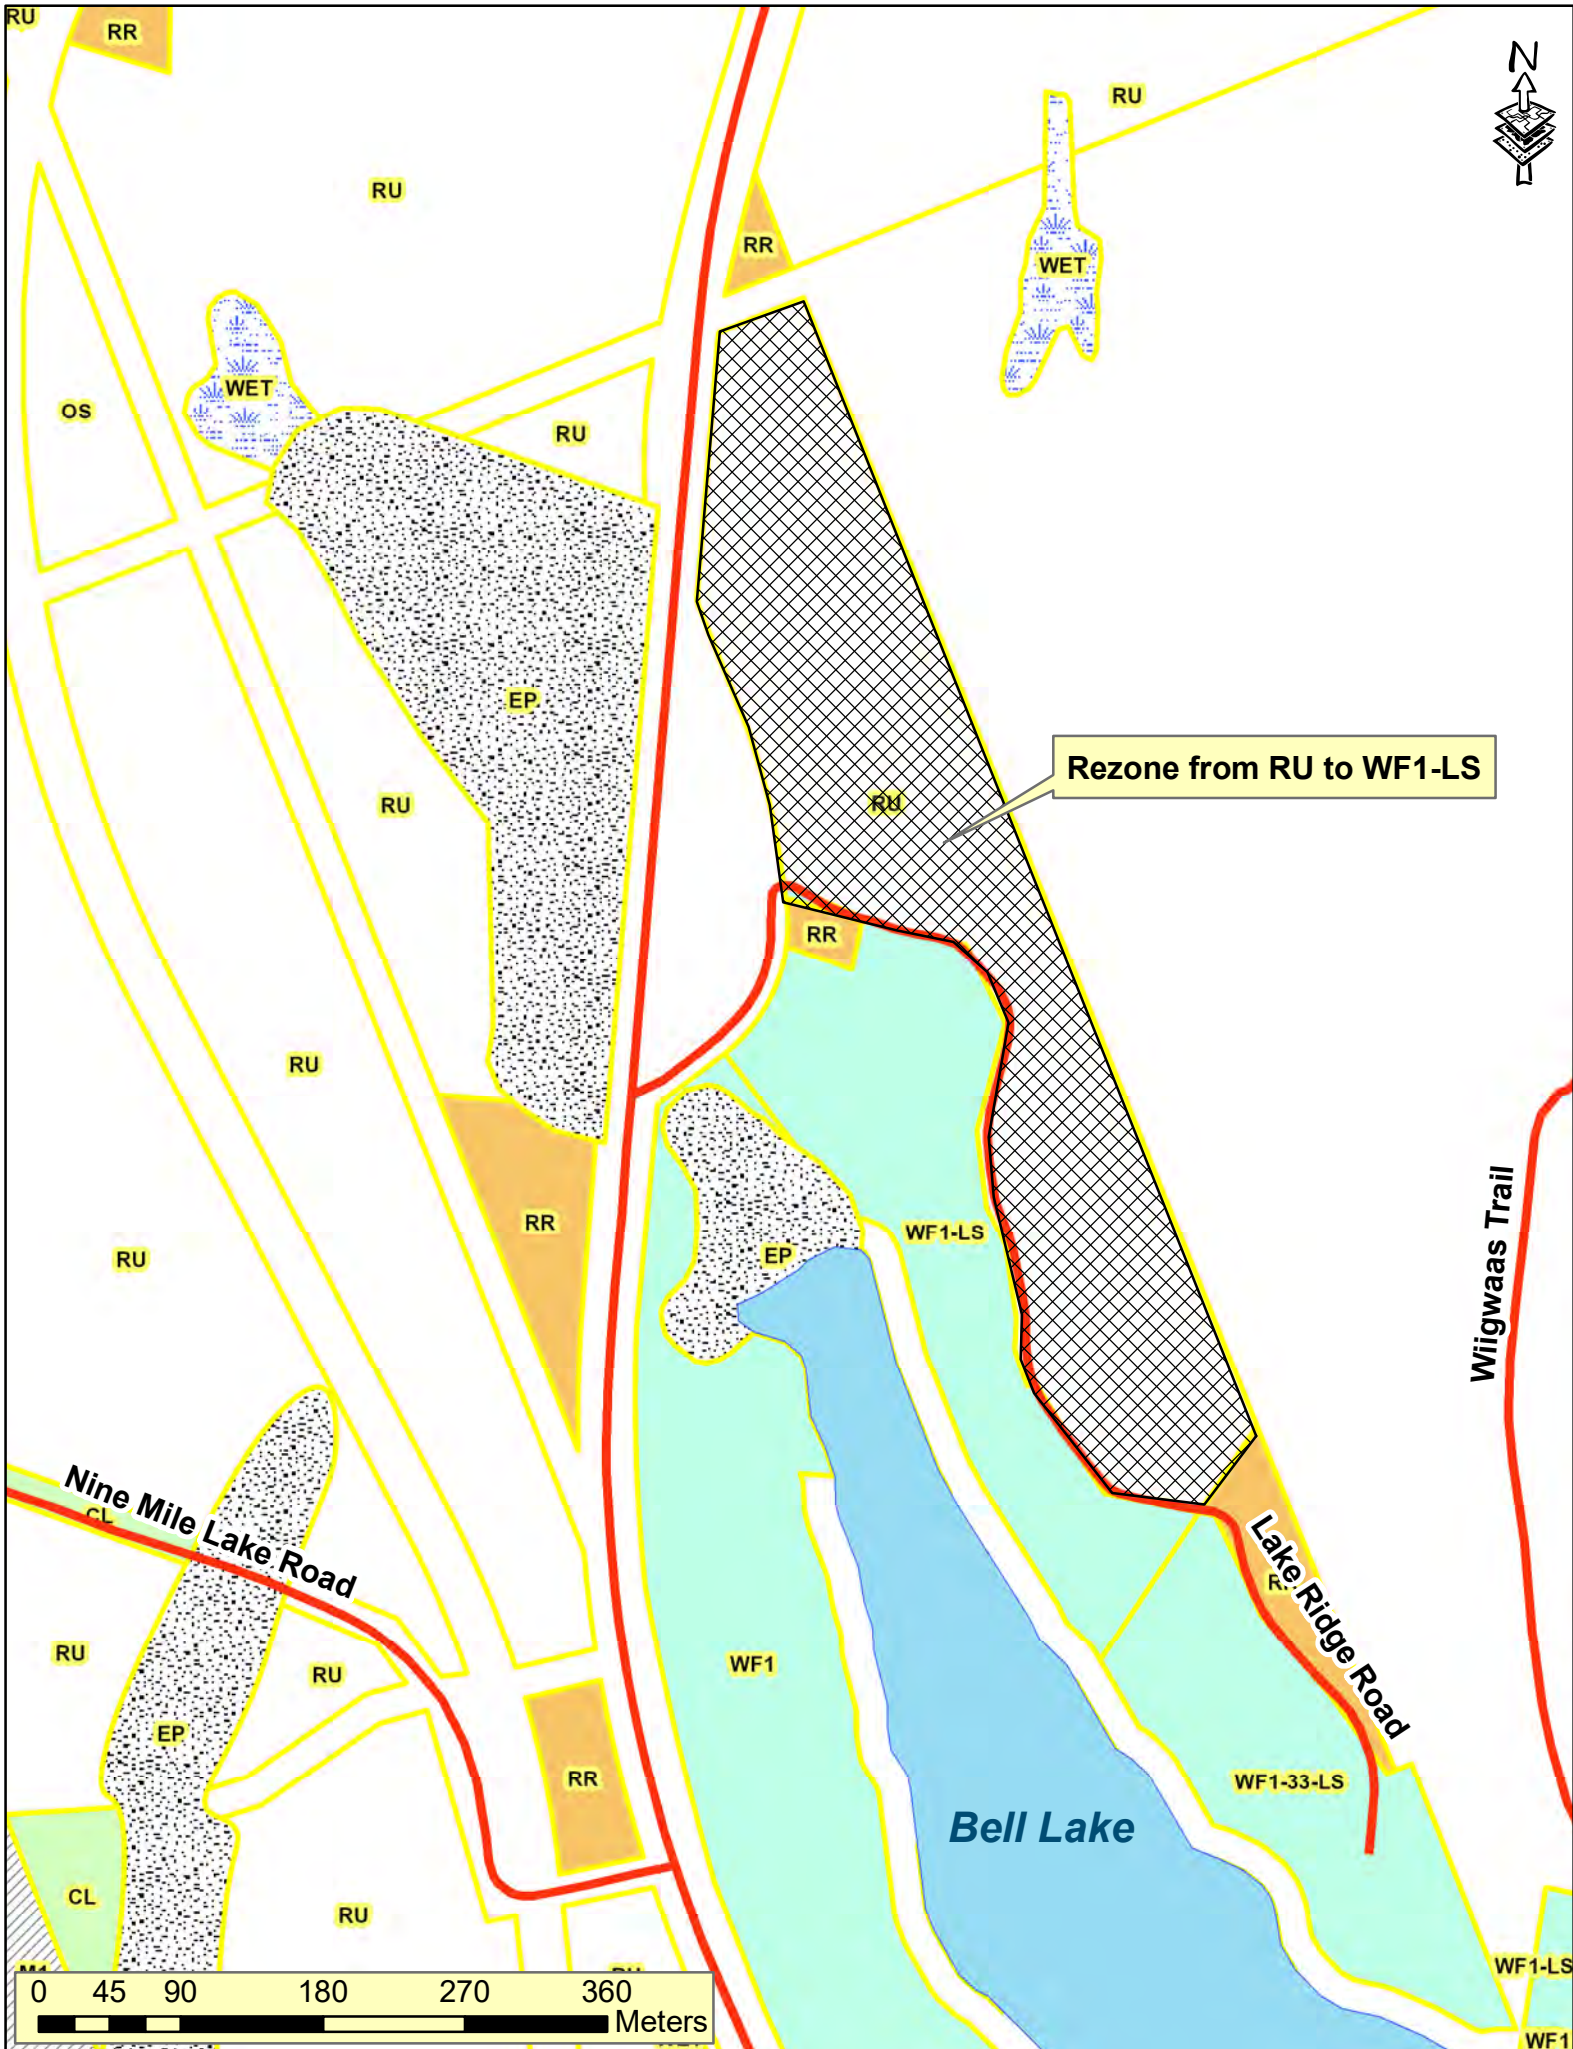 RU
RR
N
RU
RU
RR
WET
WET
OS
RU
EP
Rezone from RU to WF1-LS
RU
RU
RR
RU
RR
WF1-LS
EP
RU
Wiigwaas Trail
Nine Mile Lake Road
CL
Lake Ridge Road
RU
WF1
RU
EP
RR
WF1-33-LS
Bell Lake
CL
RU
WF1-LS
0 45 90 180 270 360
Meters
WF1